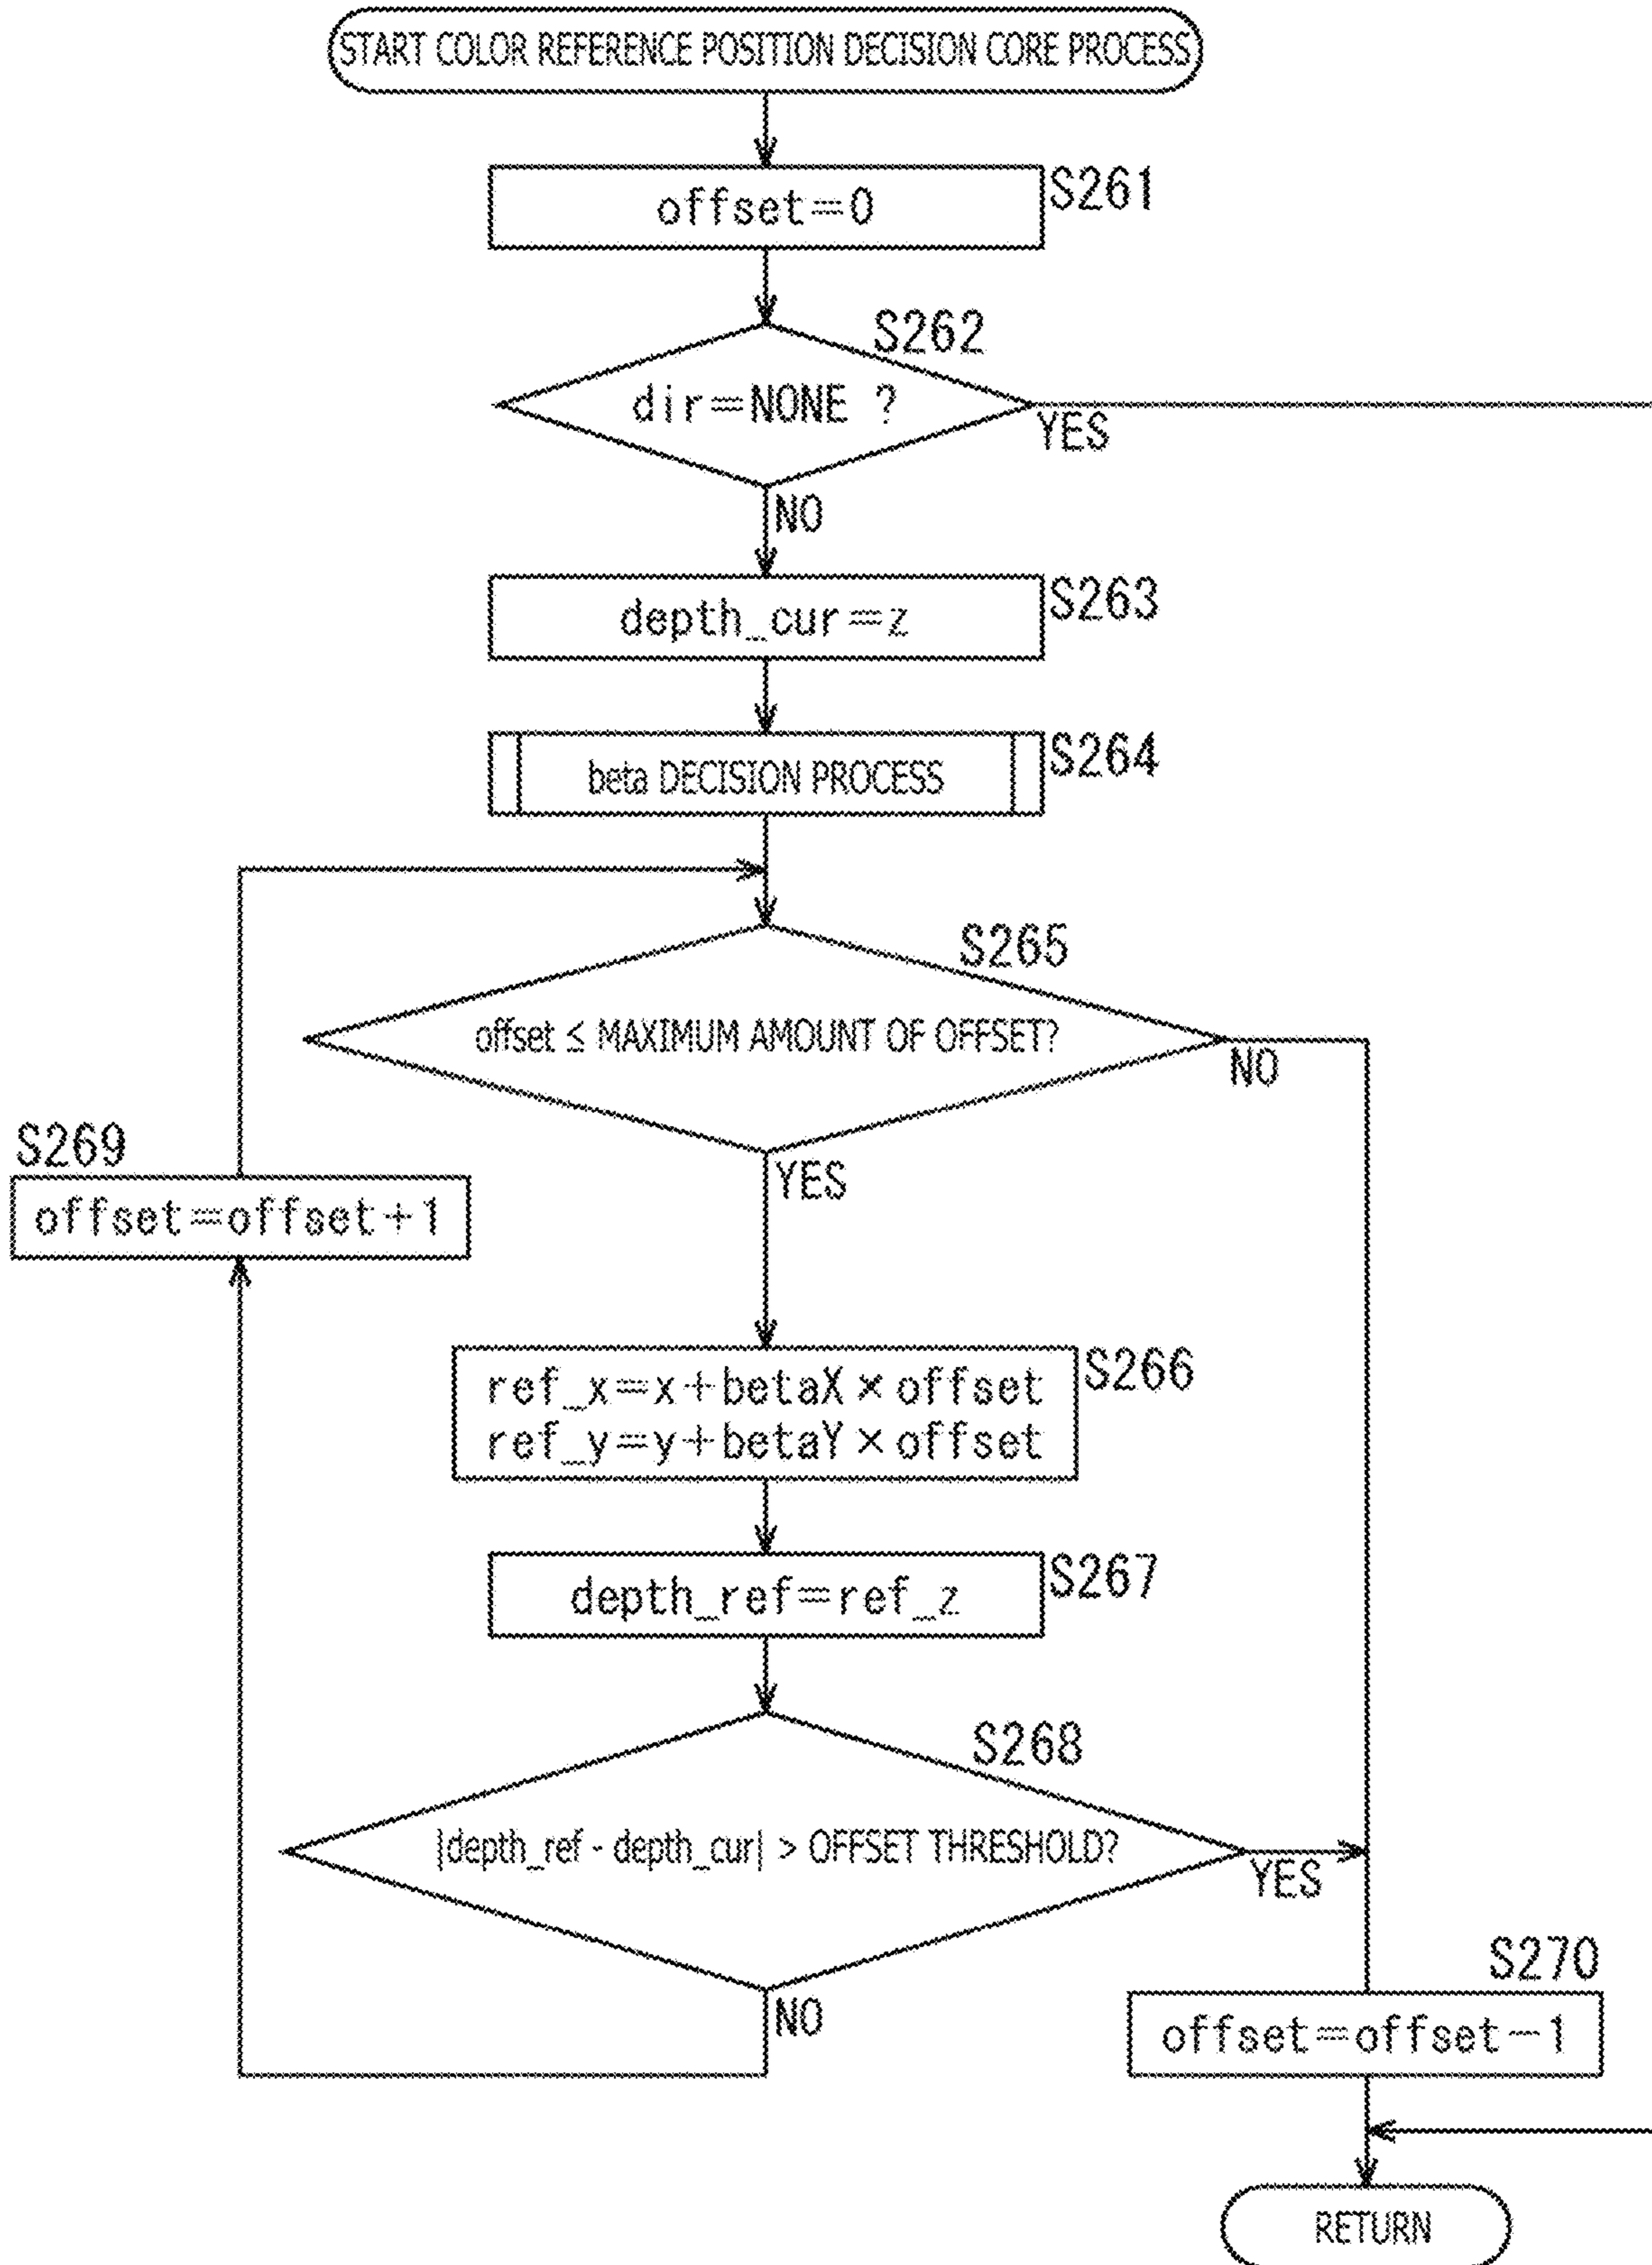 START COLOR REFERENCE POSITION DECISION CORE PROCESS
S261
offset=0
S262
dir=NONE ?
YES
NO
S263
depth_cur=z
S264
beta DECISION PROCESS
S265
offset ≤ MAXIMUM AMOUNT OF OFFSET?
NO
YES
S269
offset=offset+1
S266
ref_x=x+betaX×offset
ref_y=y+betaY×offset
S267
depth_ref=ref_z
S268
|depth_ref - depth_cur| > OFFSET THRESHOLD?
YES
NO
S270
offset=offset-1
RETURN